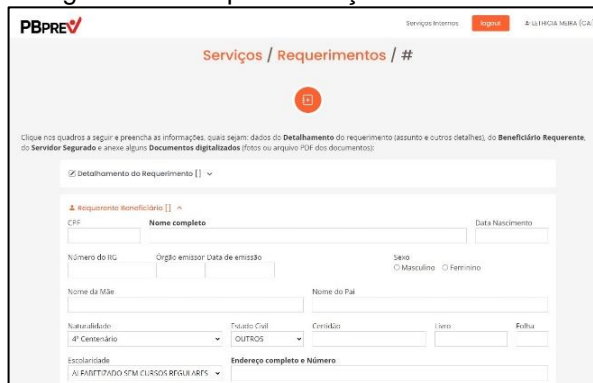 PBPREV
Serviços Internos
logout
Serviços / Requerimentos / #
Clique nos quadros a seguir e preencha as informações, quais sejam: dados do Detalhamento do requerimento (assunto e outros detalhes), do Beneficiário Requerente,
do Servidor Segurado e anexe alguns Documentos digitalizados (fotos ou arquivo PDF dos documentos):
Detalhamento do Requerimento []
Requerente Beneficiário []
CPF Nome completo Data Nascimento
Número do RG Órgão emissor Data de emissão Sexo
Masculino Feminino
Nome da Mãe Nome do Pai
Naturalidade Estado Civil Certidão Livro Folha
4º Centenário OUTROS
Escolaridade Endereço completo e Número
ALFABETIZADO SEM CURSOS REGULARES